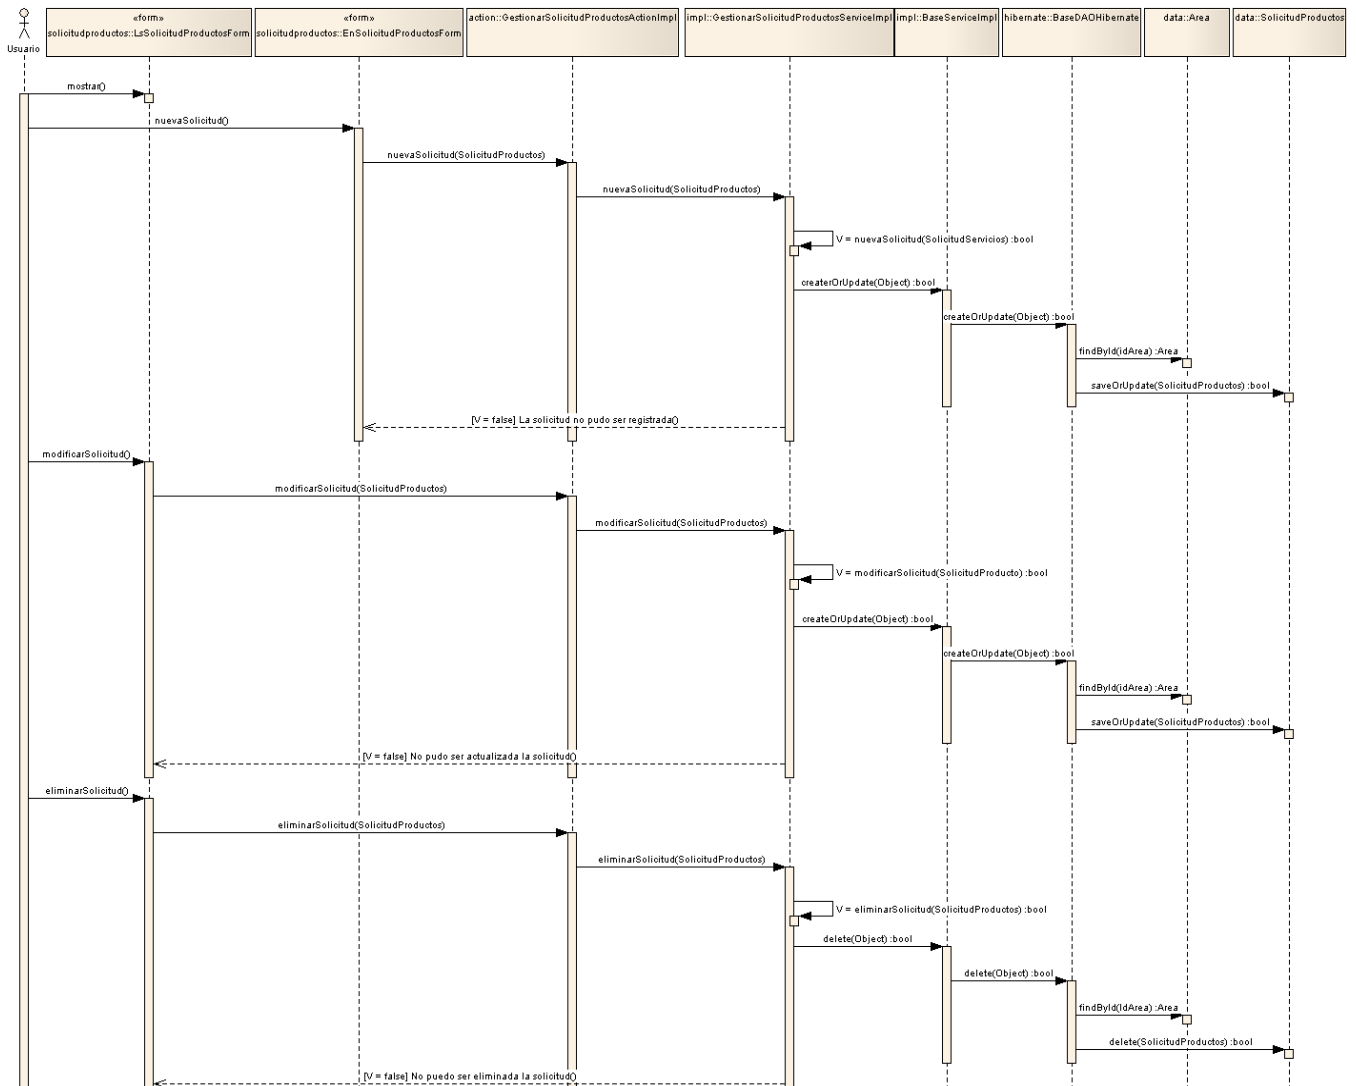 «form»
solicitudproductos::LsSolicitudProductosForm
«form»
solicitudproductos::EnSolicitudProductosForm
action::GestionarSolicitudProductosActionImpl
impl::GestionarSolicitudProductosServiceImpl
impl::BaseServiceImpl
hibernate::BaseDAOHibernate
data::Area
data::SolicitudProductos
Usuario
mostrar()
nuevaSolicitud()
nuevaSolicitud(SolicitudProductos)
nuevaSolicitud(SolicitudProductos)
V = nuevaSolicitud(SolicitudServicios) :bool
createrOrUpdate(Object) :bool
createOrUpdate(Object) :bool
findById(idArea) :Area
saveOrUpdate(SolicitudProductos) :bool
[V = false] La solicitud no pudo ser registrada()
modificarSolicitud()
modificarSolicitud(SolicitudProductos)
modificarSolicitud(SolicitudProductos)
V = modificarSolicitud(SolicitudProducto) :bool
createOrUpdate(Object) :bool
createOrUpdate(Object) :bool
findById(idArea) :Area
saveOrUpdate(SolicitudProductos) :bool
[V = false] No pudo ser actualizada la solicitud()
eliminarSolicitud()
eliminarSolicitud(SolicitudProductos)
eliminarSolicitud(SolicitudProductos)
V = eliminarSolicitud(SolicitudProductos) :bool
delete(Object) :bool
delete(Object) :bool
findById(IdArea) :Area
delete(SolicitudProductos) :bool
[V = false] No puedo ser eliminada la solicitud()